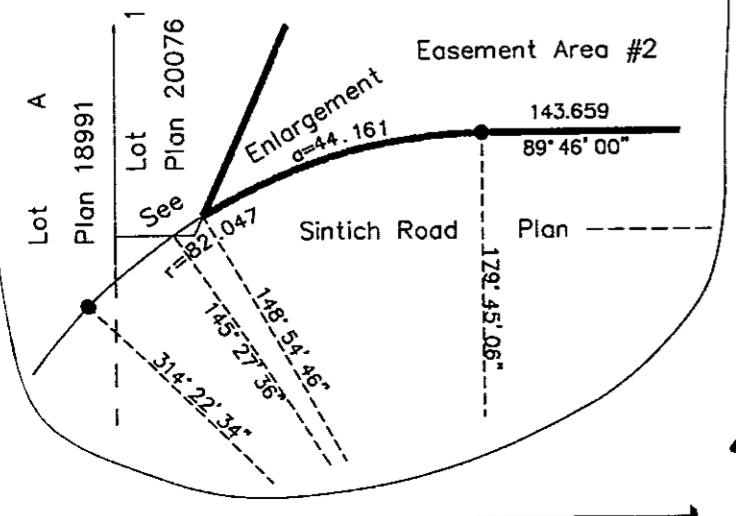 Lot A
Plan 18991
Lot 1
Plan 20076
See Enlargement
Easement Area #2
a=44.161
143.659
89°46'00"
r=82.047
Sintich Road Plan
179°45'06"
148°54'46"
145°27'36"
314°22'34"